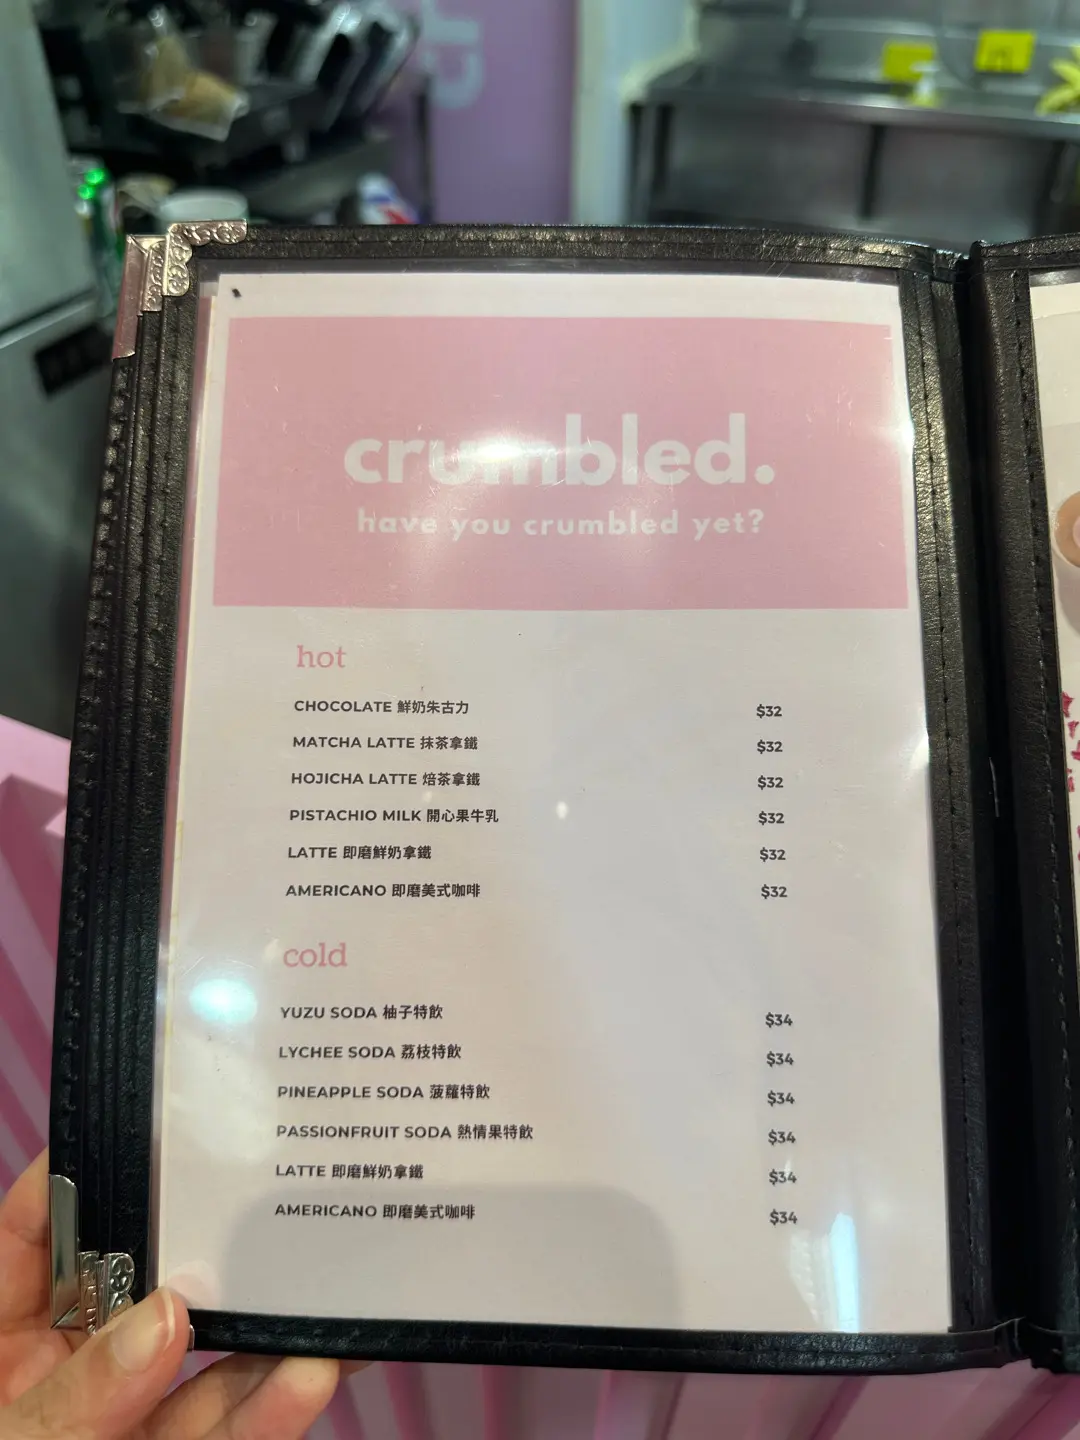 crumbled.
have you crumbled yet?
hot
CHOCOLATE 鮮奶朱古力 $32
MATCHA LATTE 抹茶拿鐵 $32
HOJICHA LATTE 焙茶拿鐵 $32
PISTACHIO MILK 開心果牛乳 $32
LATTE 即磨鮮奶拿鐵 $32
AMERICANO 即磨美式咖啡 $32
cold
YUZU SODA 柚子特飲 $34
LYCHEE SODA 荔枝特飲 $34
PINEAPPLE SODA 菠蘿特飲 $34
PASSIONFRUIT SODA 熱情果特飲 $34
LATTE 即磨鮮奶拿鐵 $34
AMERICANO 即磨美式咖啡 $34